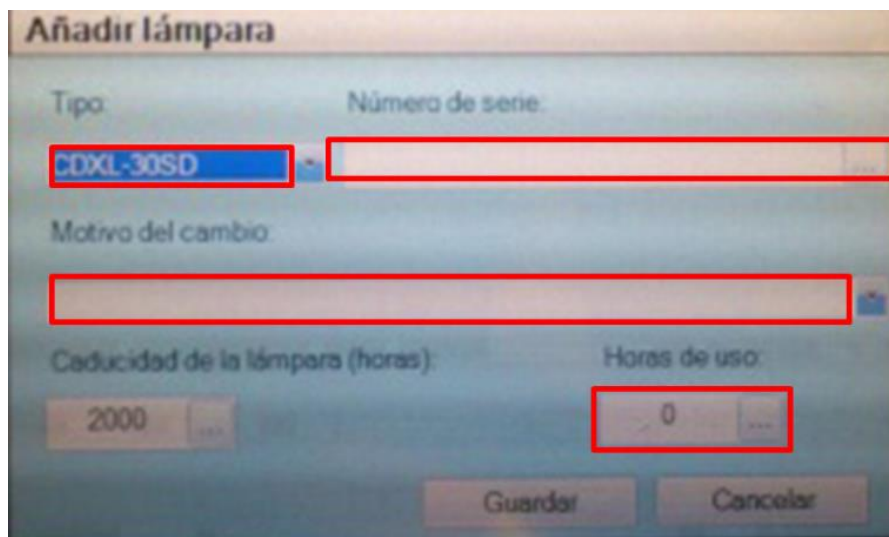 Añadir lámpara
Tipo: Número de serie:
CDXL-30SD ...
Motivo del cambio:
Caducidad de la lámpara (horas): Horas de uso:
2000 ... 0 ...
Guardar Cancelar